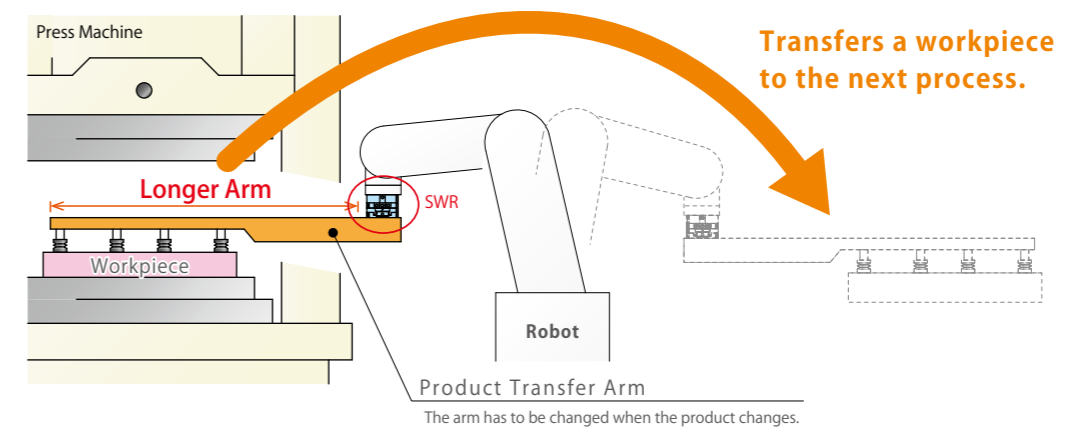 Press Machine
Transfers a workpiece
to the next process.
Longer Arm
SWR
Workpiece
Robot
Product Transfer Arm
The arm has to be changed when the product changes.